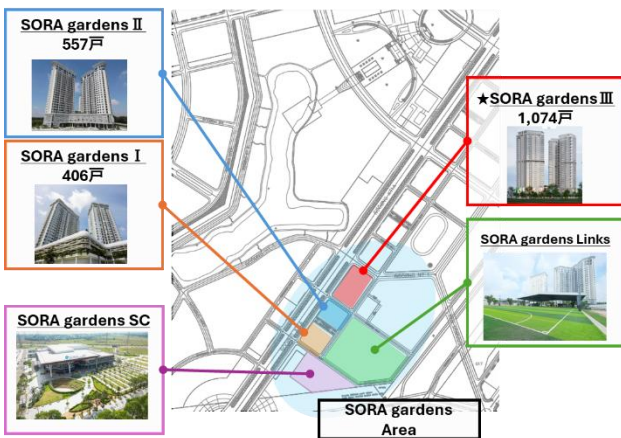 SORA gardens Ⅱ
557戸
SORA gardens Ⅰ
406戸
SORA gardens SC
★SORA gardens Ⅲ
1,074戸
SORA gardens Links
SORA gardens
Area